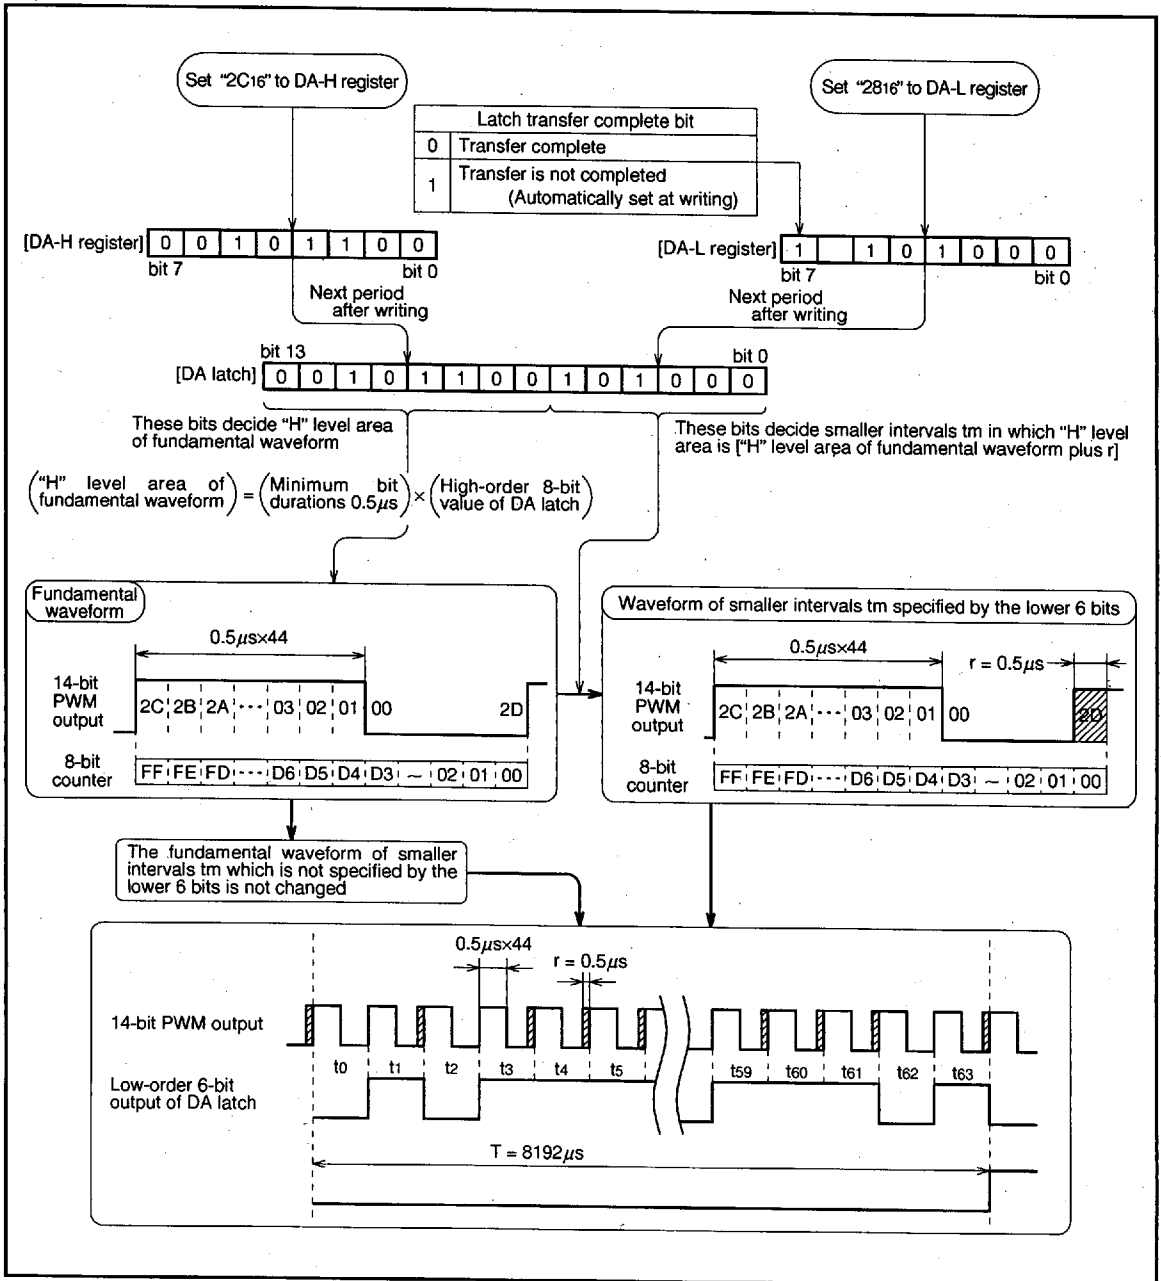 Set “2C16” to DA-H register
Set “2816” to DA-L register
Latch transfer complete bit
0 Transfer complete
1 Transfer is not completed
(Automatically set at writing)
[DA-H register] 0 0 1 0 1 1 0 0
bit 7 bit 0
[DA-L register] 1 1 0 1 0 0 0
bit 7 bit 0
Next period
after writing
Next period
after writing
bit 13 bit 0
[DA latch] 0 0 1 0 1 1 0 0 1 0 1 0 0 0
These bits decide “H” level area
of fundamental waveform
These bits decide smaller intervals tm in which “H” level
area is [“H” level area of fundamental waveform plus r]
(“H” level area of
fundamental waveform) = (Minimum bit
durations 0.5μs) × (High-order 8-bit
value of DA latch)
Fundamental
waveform
0.5μs×44
14-bit
PWM
output
2C 2B 2A ··· 03 02 01 00 2D
8-bit
counter
FF FE FD ··· D6 D5 D4 D3 ~ 02 01 00
Waveform of smaller intervals tm specified by the lower 6 bits
0.5μs×44
r = 0.5μs
14-bit
PWM
output
2C 2B 2A ··· 03 02 01 00 2D
8-bit
counter
FF FE FD ··· D6 D5 D4 D3 ~ 02 01 00
The fundamental waveform of smaller
intervals tm which is not specified by the
lower 6 bits is not changed
0.5μs×44
r = 0.5μs
14-bit PWM output
t0 t1 t2 t3 t4 t5 t59 t60 t61 t62 t63
Low-order 6-bit
output of DA latch
T = 8192μs